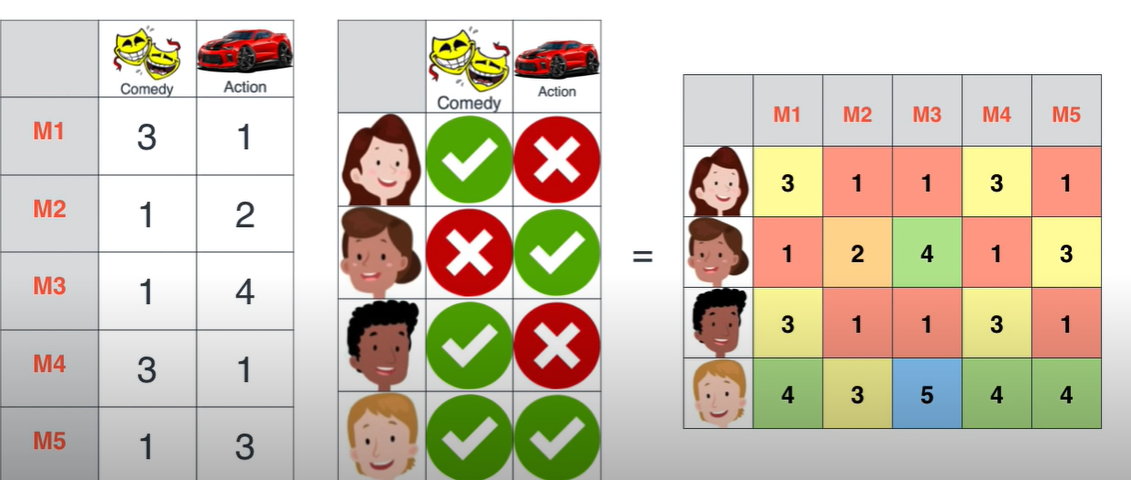 Comedy Action
M1 3 1
M2 1 2
M3 1 4
M4 3 1
M5 1 3
Comedy Action
=
M1 M2 M3 M4 M5
3 1 1 3 1
1 2 4 1 3
3 1 1 3 1
4 3 5 4 4